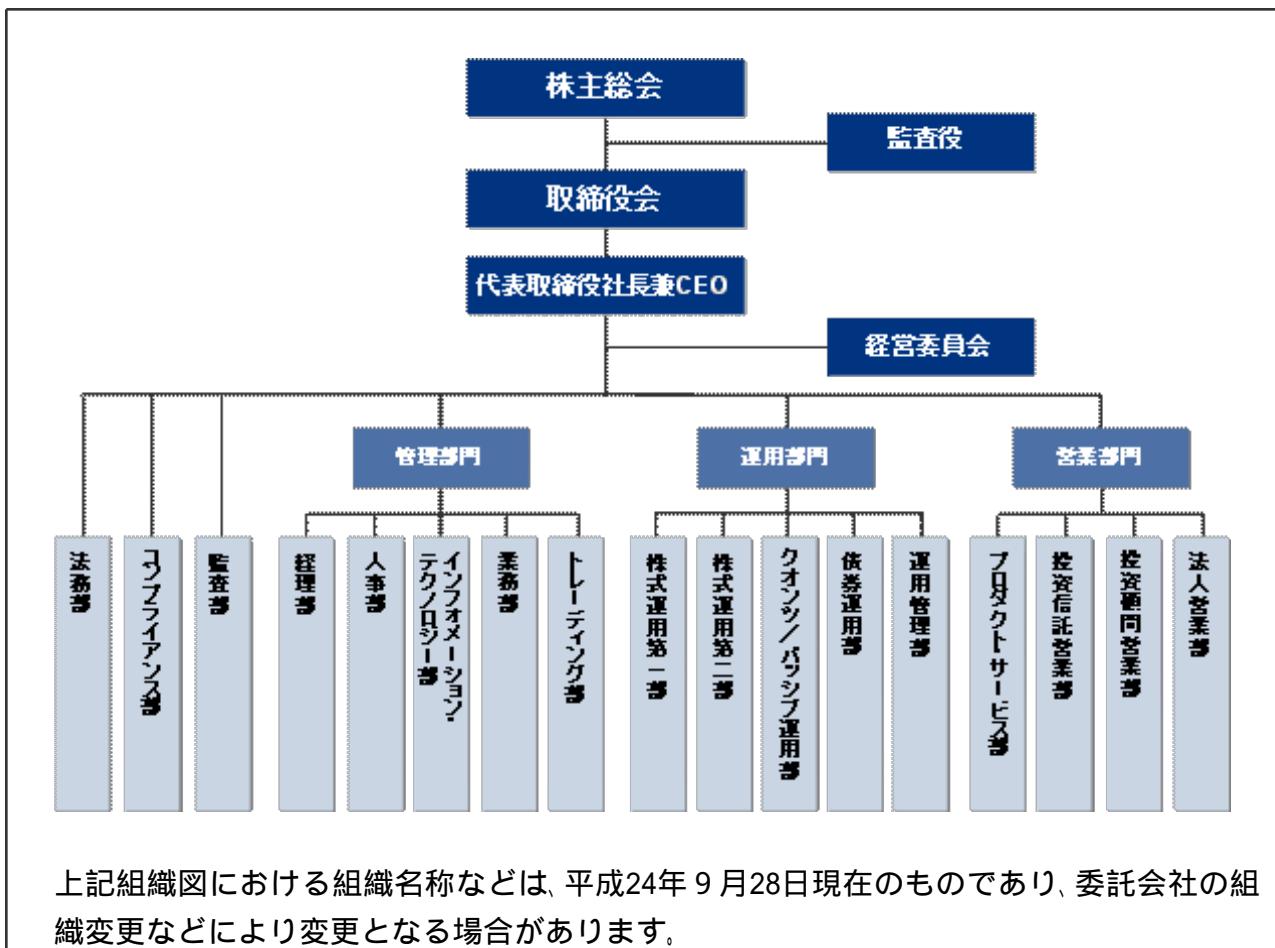 株主総会
監査役
取締役会
代表取締役社長兼CEO
経営委員会
管理部門
運用部門
営業部門
法務部
コンプライアンス部
監査部
経理部
人事部
インフォメーション・
テクノロジー部
業務部
トレーディング部
株式運用第一部
株式運用第二部
クオンツ/パッシブ運用部
債券運用部
運用管理部
プロダクトサービス部
投資信託営業部
投資顧問営業部
法人営業部
上記組織図における組織名称などは、平成24年9月28日現在のものであり、委託会社の組
織変更などにより変更となる場合があります。